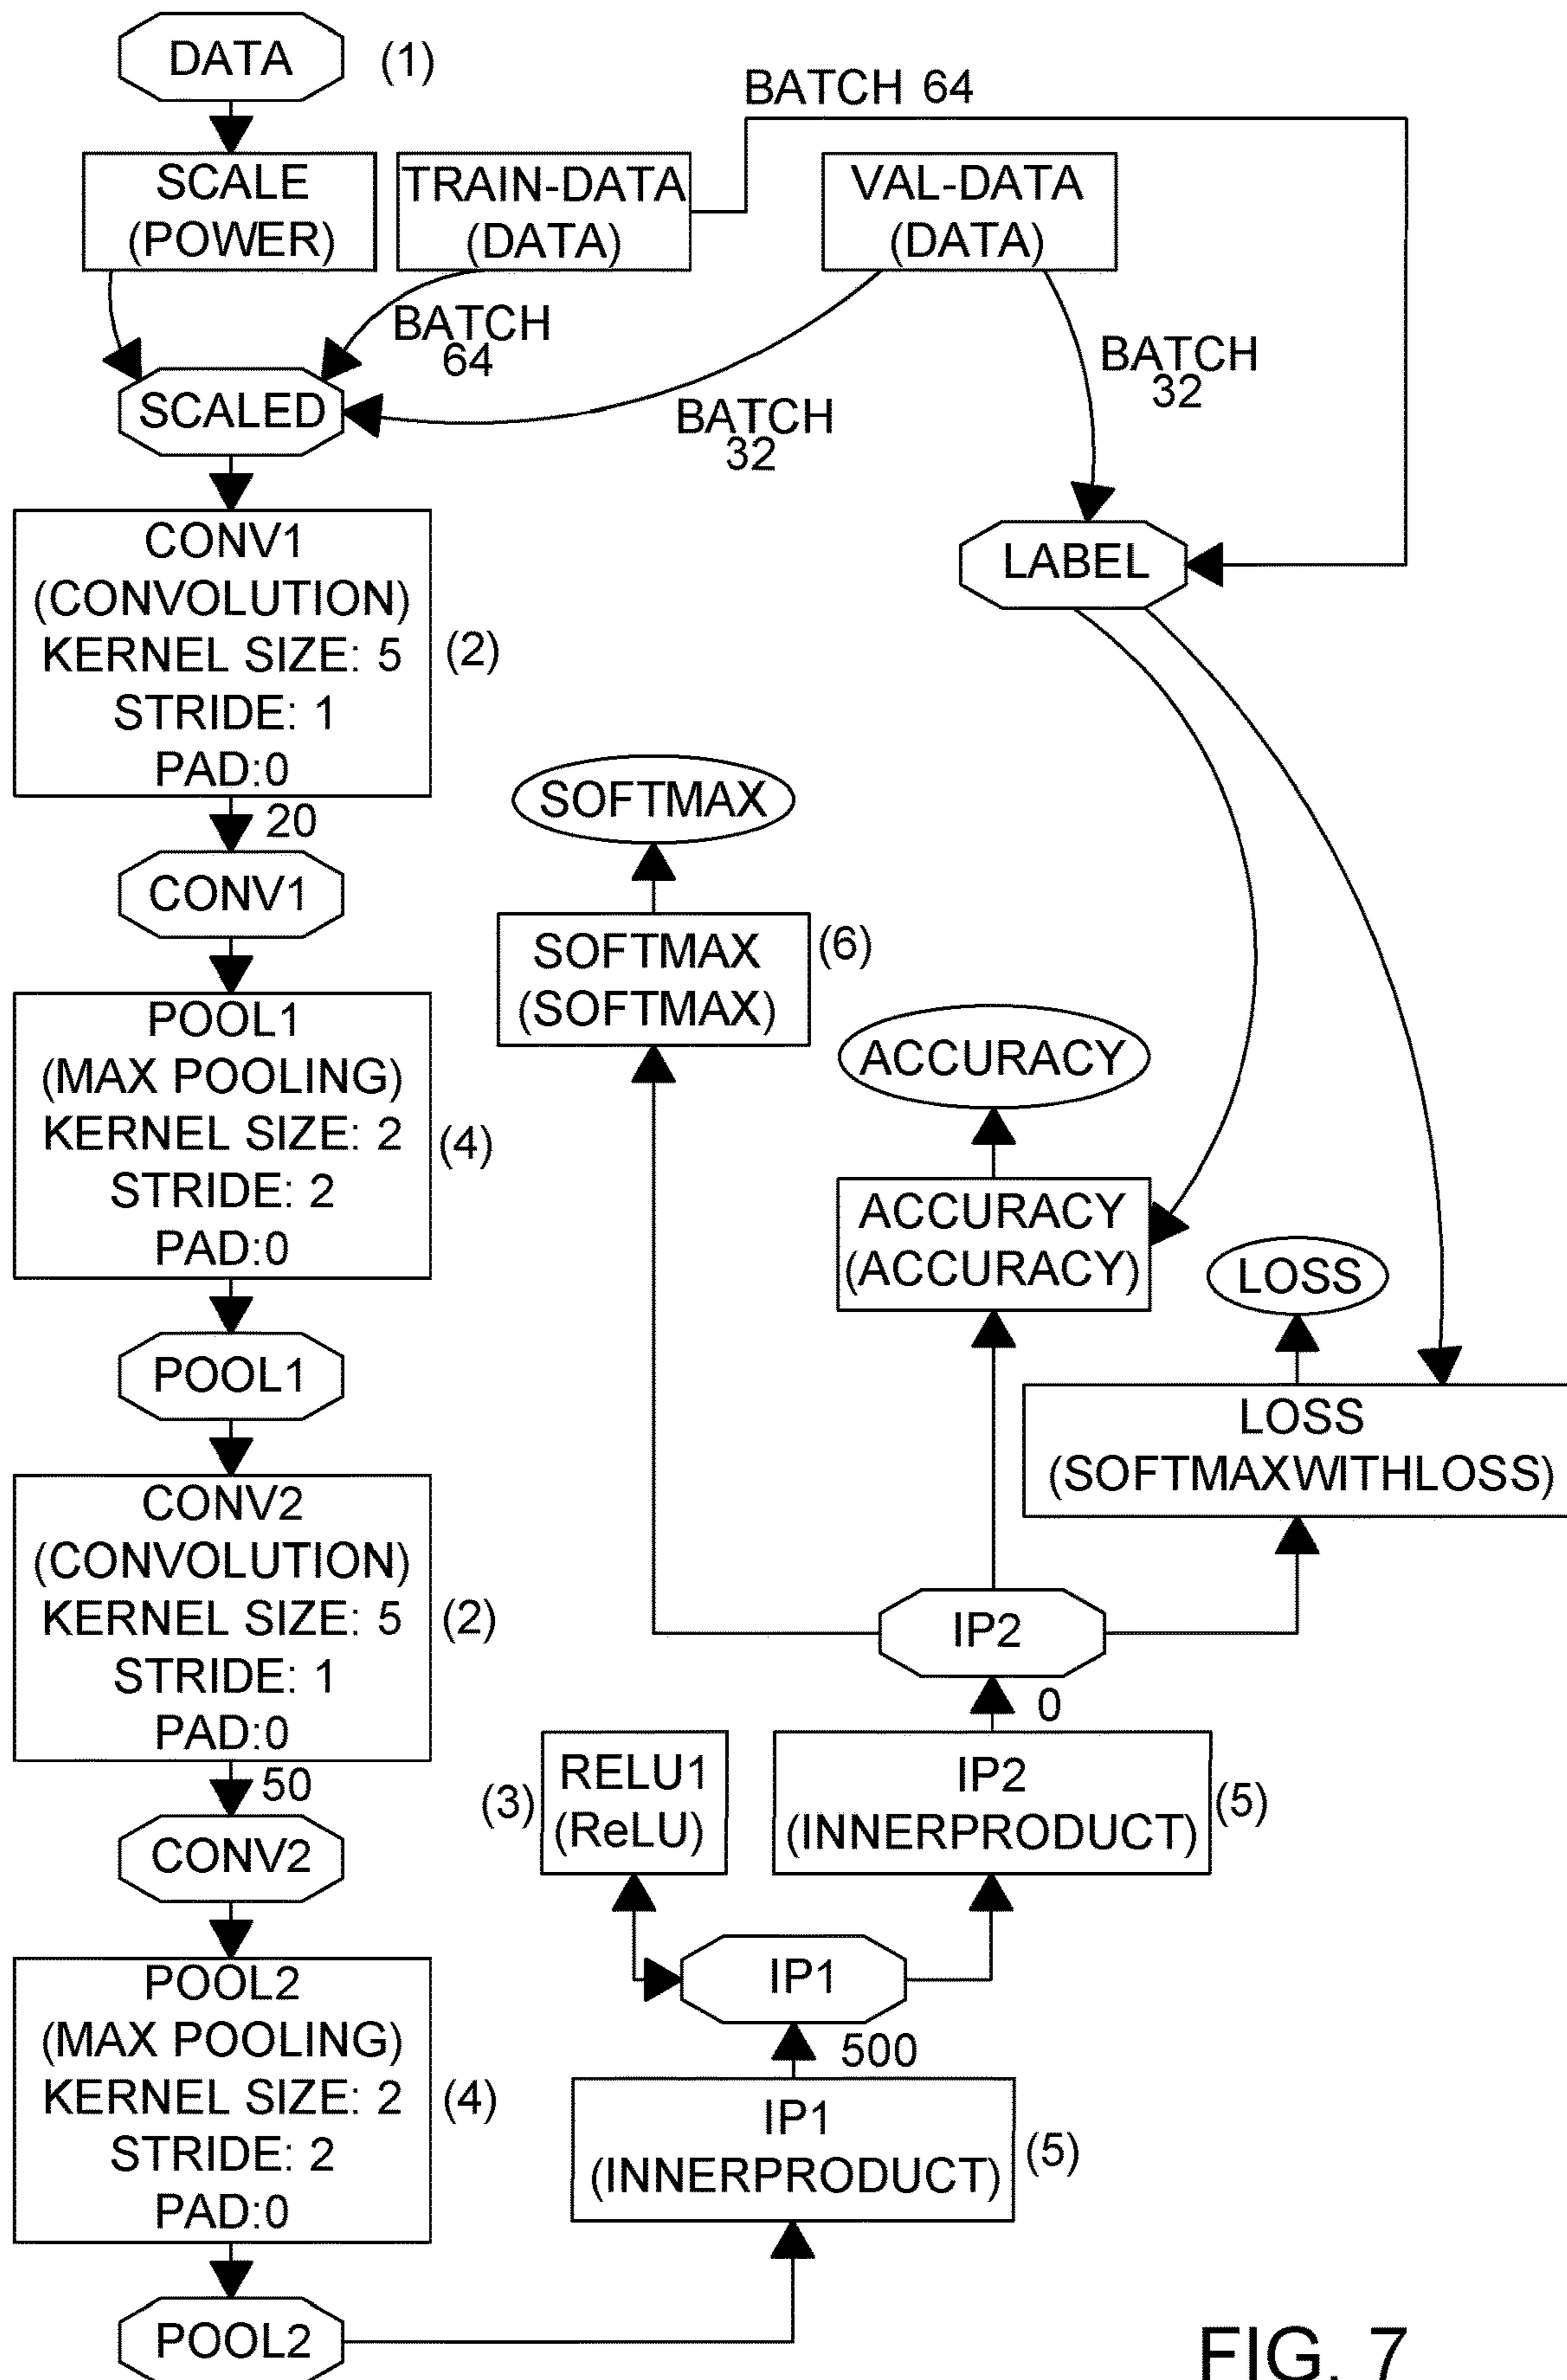 DATA
(1)
BATCH 64
SCALE
(POWER)
TRAIN-DATA
(DATA)
VAL-DATA
(DATA)
BATCH
64
BATCH
32
BATCH
32
SCALED
LABEL
CONV1
(CONVOLUTION)
KERNEL SIZE: 5
STRIDE: 1
PAD:0
(2)
20
CONV1
POOL1
(MAX POOLING)
KERNEL SIZE: 2
STRIDE: 2
PAD:0
(4)
POOL1
CONV2
(CONVOLUTION)
KERNEL SIZE: 5
STRIDE: 1
PAD:0
(2)
50
CONV2
POOL2
(MAX POOLING)
KERNEL SIZE: 2
STRIDE: 2
PAD:0
(4)
POOL2
SOFTMAX
SOFTMAX
(SOFTMAX)
(6)
ACCURACY
ACCURACY
(ACCURACY)
LOSS
LOSS
(SOFTMAXWITHLOSS)
IP2
0
RELU1
(ReLU)
(3)
IP2
(INNERPRODUCT)
(5)
IP1
500
IP1
(INNERPRODUCT)
(5)
FIG. 7